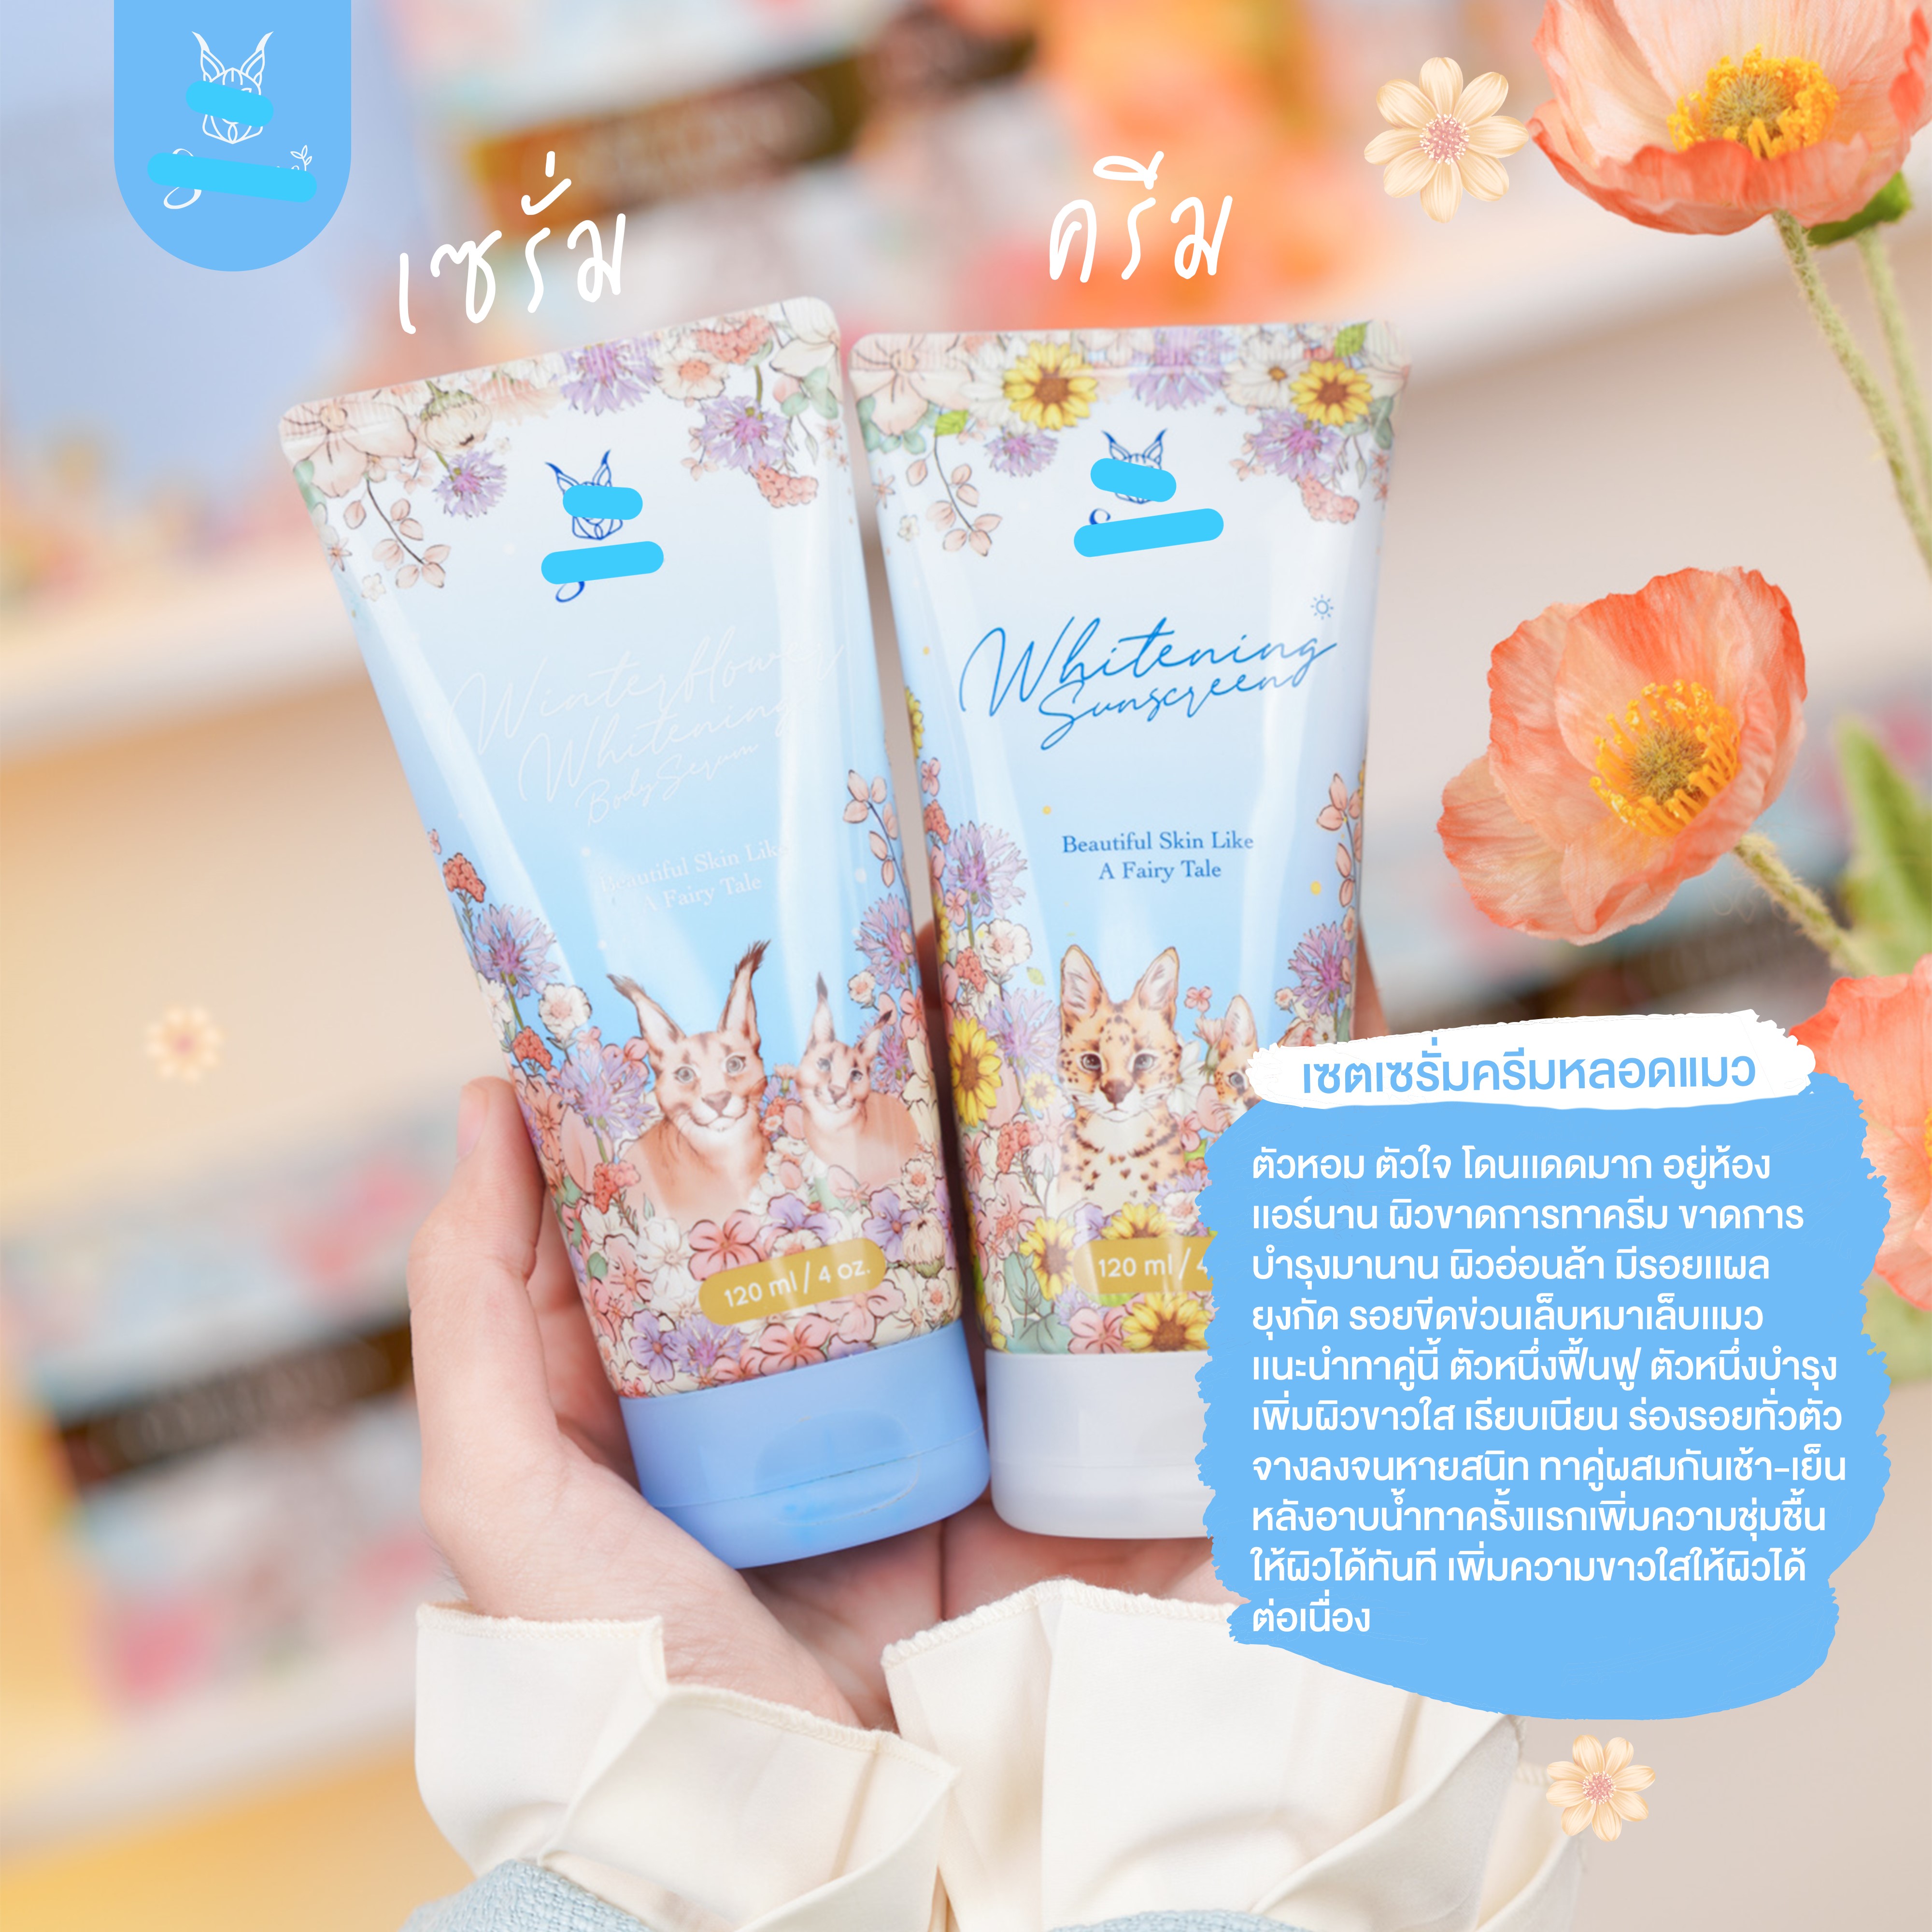 เซรั่ม
ครีม
Winterflower
Whitening
Body Serum
Beautiful Skin Like
A Fairy Tale
120 ml / 4 oz.
Whitening
Sunscreen
Beautiful Skin Like
A Fairy Tale
120 ml / 4
เซตเซรั่มครีมหลอดแมว
ตัวหอม ตัวใจ โดนแดดมาก อยู่ห้อง
แอร์นาน ผิวขาดการทาครีม ขาดการ
บำรุงมานาน ผิวอ่อนล้า มีรอยแผล
ยุงกัด รอยขีดข่วนเล็บหมาเล็บแมว
แนะนำทาคู่นี้ ตัวหนึ่งฟื้นฟู ตัวหนึ่งบำรุง
เพิ่มผิวขาวใส เรียบเนียน ร่องรอยทั่วตัว
จางลงจนหายสนิท ทาคู่ผสมกันเช้า-เย็น
หลังอาบน้ำทาครั้งแรกเพิ่มความชุ่มชื้น
ให้ผิวได้ทันที เพิ่มความขาวใสให้ผิวได้
ต่อเนื่อง